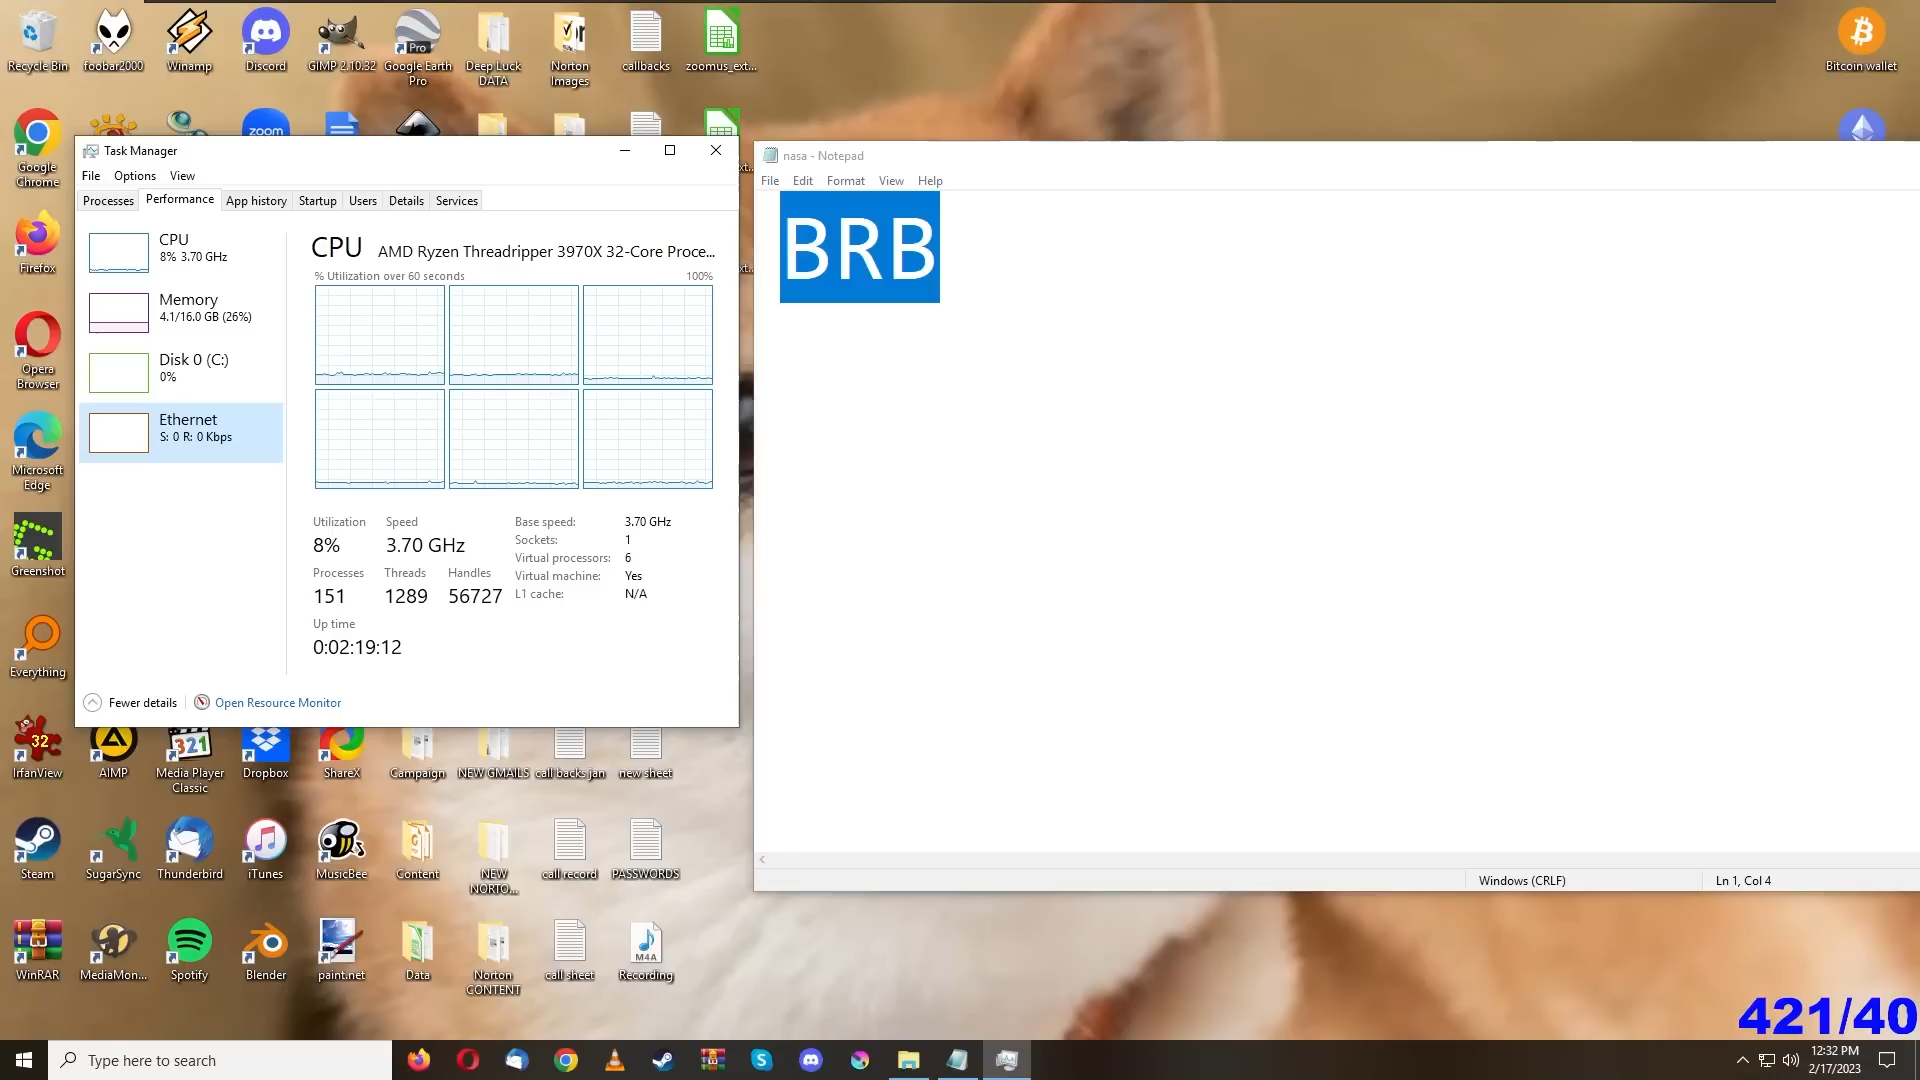 Recycle Bin
foobar2000
Winamp
Discord
GIMP 2.10.32
Pro
Google Earth
Pro
Deep Luck
DATA
Norton
Images
callbacks
zoomus_ext...
Bitcoin wallet
zoom
Google
Chrome
Firefox
Opera
Browser
Microsoft
Edge
Greenshot
Everything
Task Manager
File Options View
Processes Performance App history Startup Users Details Services
CPU
8% 3.70 GHz
Memory
4.1/16.0 GB (26%)
Disk 0 (C:)
0%
Ethernet
S: 0 R: 0 Kbps
CPU AMD Ryzen Threadripper 3970X 32-Core Proce...
% Utilization over 60 seconds 100%
Utilization Speed
8% 3.70 GHz
Processes Threads Handles
151 1289 56727
Up time
0:02:19:12
Base speed: 3.70 GHz
Sockets: 1
Virtual processors: 6
Virtual machine: Yes
L1 cache: N/A
Fewer details Open Resource Monitor
nasa - Notepad
File Edit Format View Help
BRB
Windows (CRLF) Ln 1, Col 4
32
IrfanView
AIMP
321
Media Player
Classic
Dropbox
ShareX
Campaign
NEW GMAILS
call backs jan
new sheet
Steam
SugarSync
Thunderbird
iTunes
MusicBee
Content
NEW
NORTO...
call record
PASSWORDS
WinRAR
MediaMon...
Spotify
Blender
paint.net
Data
Norton
CONTENT
call sheet
M4A
Recording
421/40
Type here to search
12:32 PM
2/17/2023